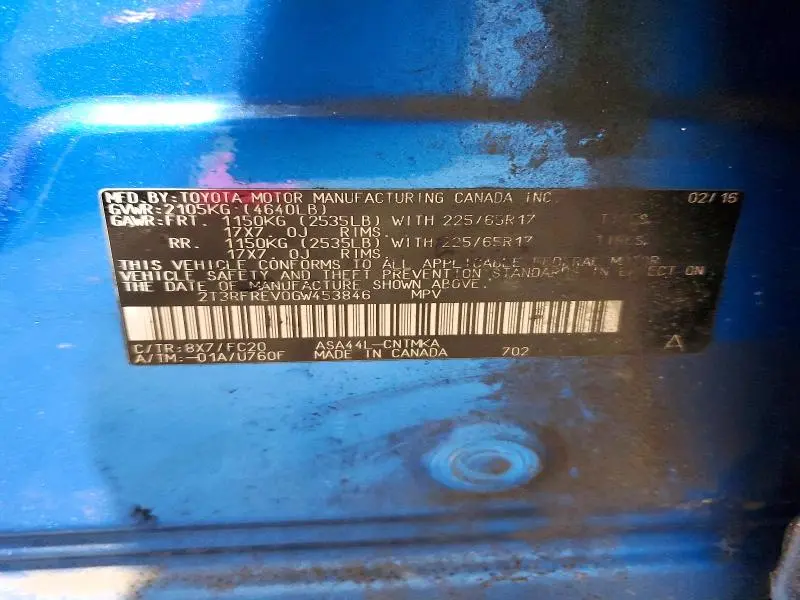 MFD. BY: TOYOTA MOTOR MANUFACTURING CANADA INC. 02/16
GVWR: 2105KG (4640LB)
GAWR: FRT. 1150KG (2535LB) WITH 225/65R17 TIRES,
17X7.0J RIMS.
RR. 1150KG (2535LB) WITH 225/65R17 TIRES,
17X7.0J RIMS.
THIS VEHICLE CONFORMS TO ALL APPLICABLE FEDERAL MOTOR
VEHICLE SAFETY AND THEFT PREVENTION STANDARDS IN EFFECT ON
THE DATE OF MANUFACTURE SHOWN ABOVE.
2T3RFREV0GW453846 MPV
C/TR: 8X7/FC20 ASA44L-CNTMKA A
A/TM: -01A/U760F MADE IN CANADA 702